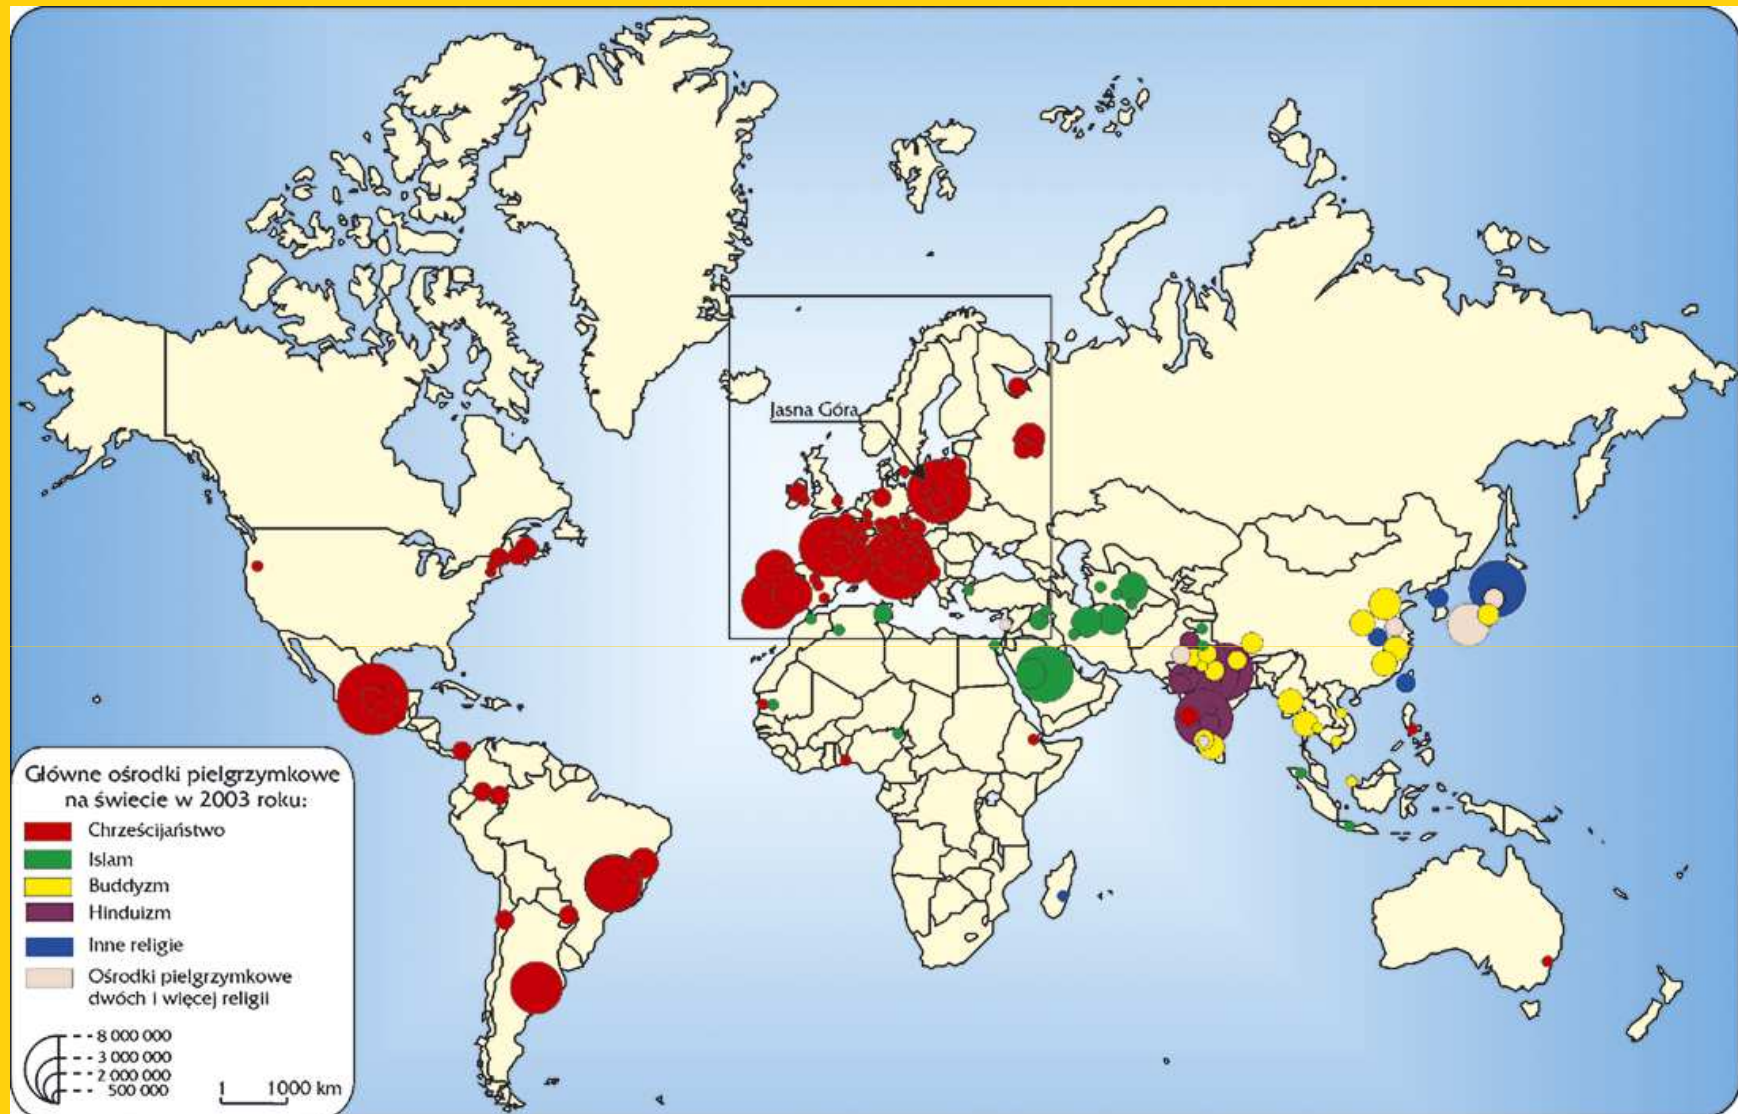 Jasna Góra
Główne ośrodki pielgrzymkowe
na świecie w 2003 roku:
Chrześcijaństwo
Islam
Buddyzm
Hinduizm
Inne religie
Ośrodki pielgrzymkowe
dwóch i więcej religii
8 000 000
3 000 000
2 000 000
500 000
1 1000 km